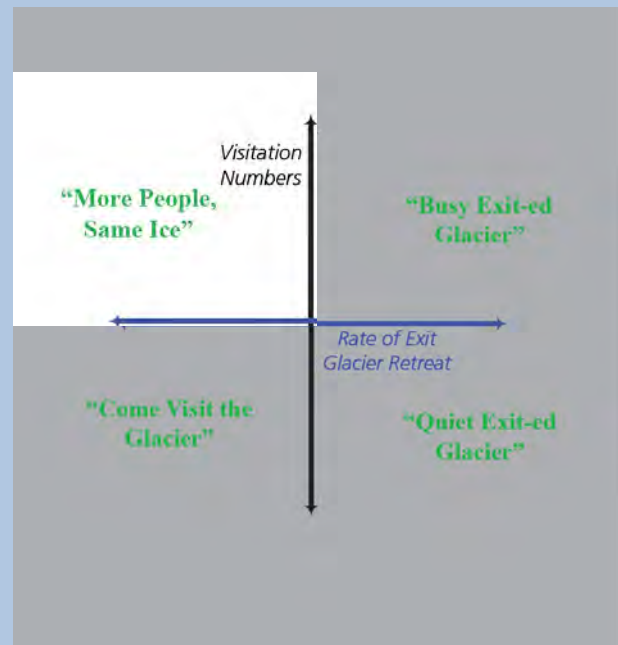 Visitation
Numbers
“More People,
Same Ice”
“Busy Exit-ed
Glacier”
Rate of Exit
Glacier Retreat
“Come Visit the
Glacier”
“Quiet Exit-ed
Glacier”